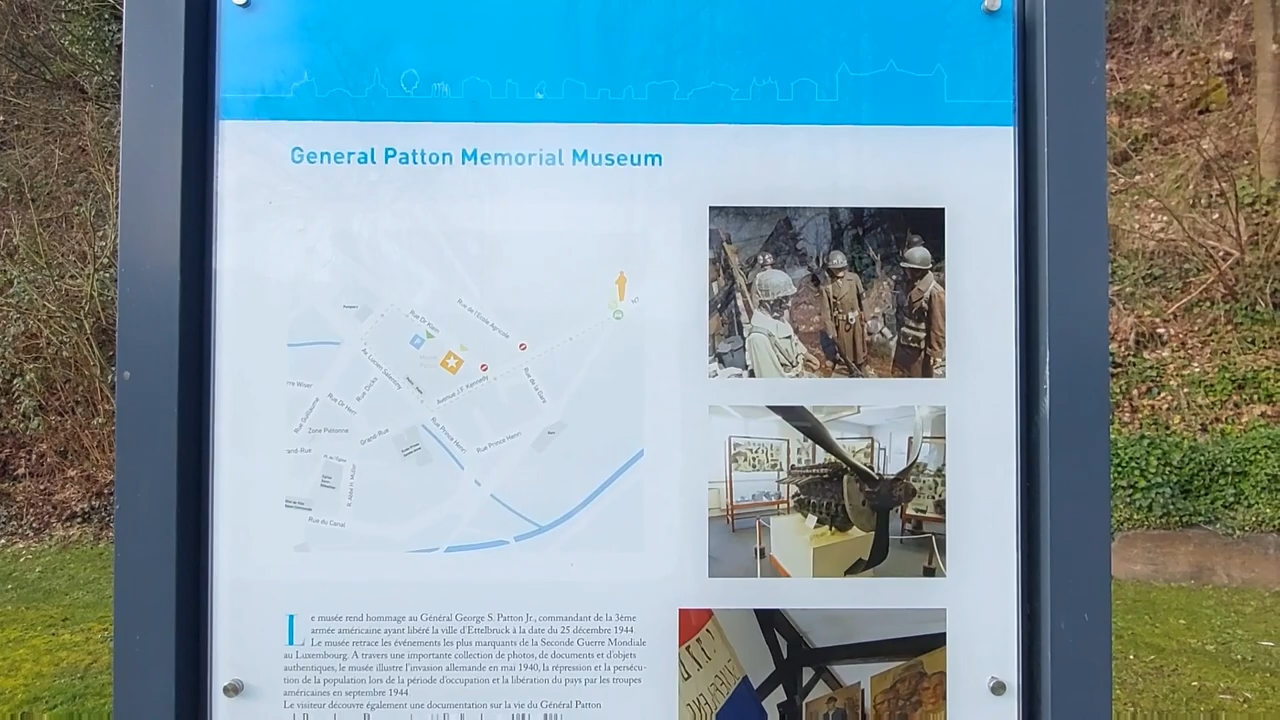 General Patton Memorial Museum
N7
Rue de l'Ecole Agricole
Rue Dr Klein
Av. Lucien Salentiny
Avenue J.F. Kennedy
Rue de la Gare
Rue Dicks
Rue Dr Herr
Rue Guillaume
Zone Piétonne
Grand-Rue
Rue Prince Henri
Rue Prince Henri
Rue du Canal
Le musée rend hommage au Général George S. Patton Jr., commandant de la 3ème
armée américaine ayant libéré la ville d'Ettelbruck à la date du 25 décembre 1944.
Le musée retrace les événements les plus marquants de la Seconde Guerre Mondiale
au Luxembourg. A travers une importante collection de photos, de documents et d'objets
authentiques, le musée illustre l'invasion allemande en mai 1940, la répression et la persécu-
tion de la population lors de la période d'occupation et la libération du pays par les troupes
américaines en septembre 1944.
Le visiteur découvre également une documentation sur la vie du Général Patton